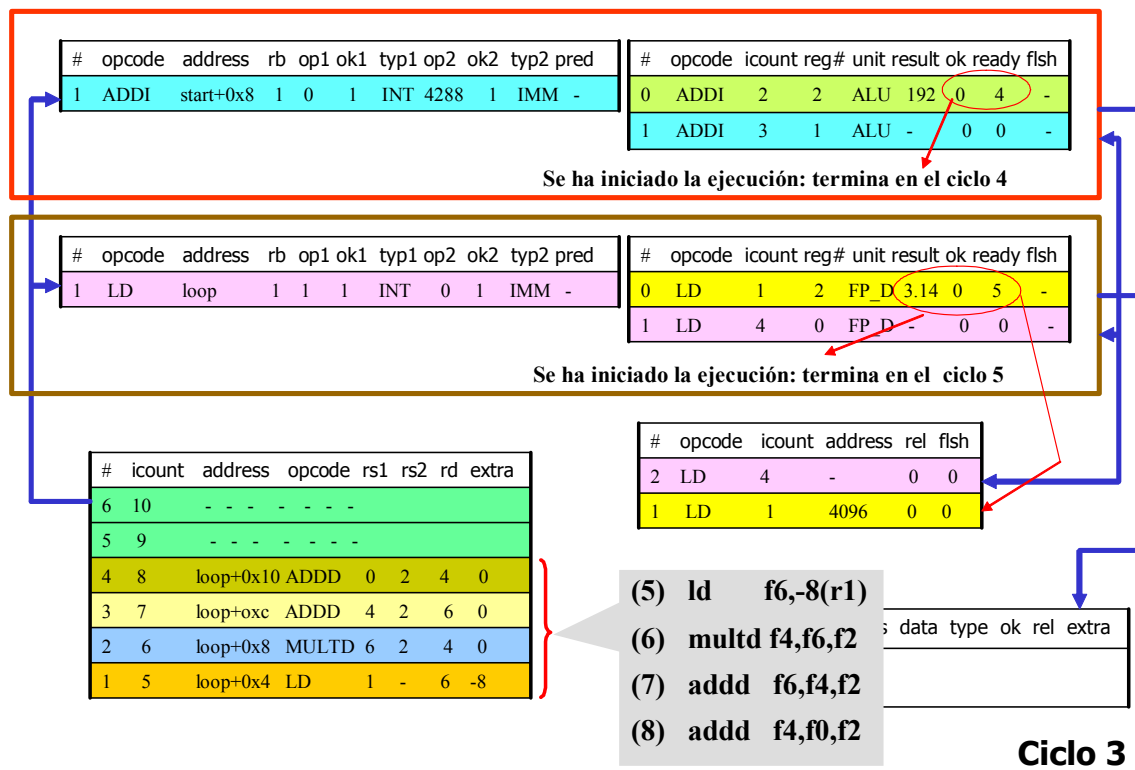 # opcode address rb op1 ok1 typ1 op2 ok2 typ2 pred
1 ADDI start+0x8 1 0 1 INT 4288 1 IMM -
# opcode icount reg# unit result ok ready flsh
0 ADDI 2 2 ALU 192 0 4 -
1 ADDI 3 1 ALU - 0 0 -
Se ha iniciado la ejecución: termina en el ciclo 4
# opcode address rb op1 ok1 typ1 op2 ok2 typ2 pred
1 LD loop 1 1 1 INT 0 1 IMM -
# opcode icount reg# unit result ok ready flsh
0 LD 1 2 FP_D 3.14 0 5 -
1 LD 4 0 FP_D - 0 0 -
Se ha iniciado la ejecución: termina en el ciclo 5
# opcode icount address rel flsh
2 LD 4 - 0 0
1 LD 1 4096 0 0
# icount address opcode rs1 rs2 rd extra
6 10 - - - - - - -
5 9 - - - - - - -
4 8 loop+0x10 ADDD 0 2 4 0
3 7 loop+oxc ADDD 4 2 6 0
2 6 loop+0x8 MULTD 6 2 4 0
1 5 loop+0x4 LD 1 - 6 -8
(5) ld f6,-8(r1)
(6) multd f4,f6,f2
(7) addd f6,f4,f2
(8) addd f4,f0,f2
s data type ok rel extra
Ciclo 3